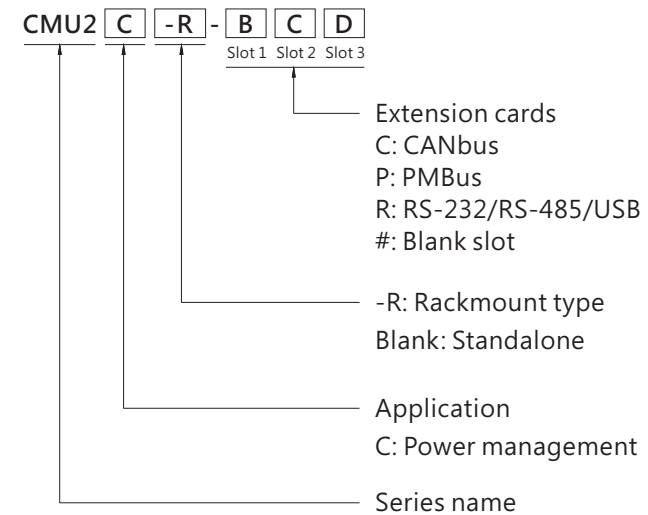 CMU2 C -R - B C D
Slot 1 Slot 2 Slot 3
Extension cards
C: CANbus
P: PMBus
R: RS-232/RS-485/USB
#: Blank slot
-R: Rackmount type
Blank: Standalone
Application
C: Power management
Series name